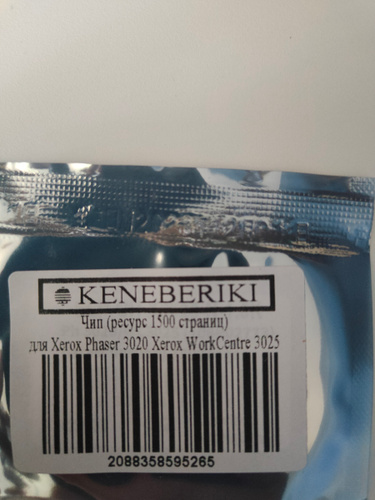 KENEBERIKI
Чип (ресурс 1500 страниц)
для Xerox Phaser 3020 Xerox WorkCentre 3025
2088358595265